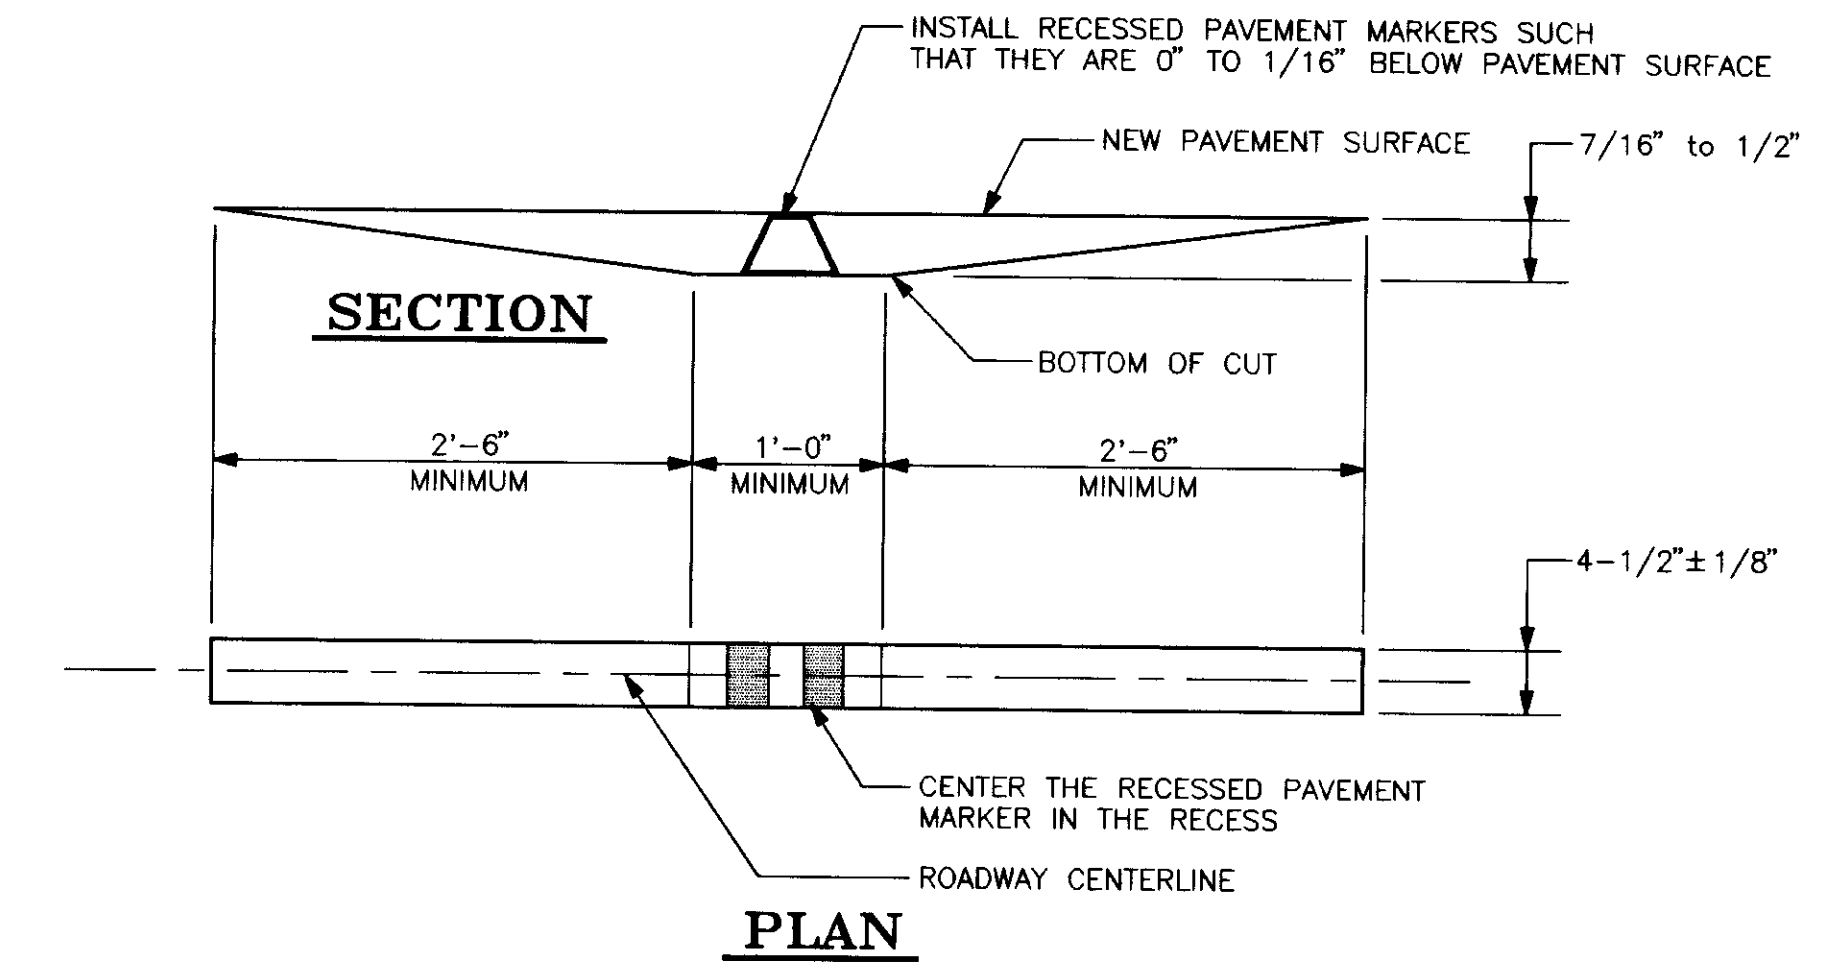 INSTALL RECESSED PAVEMENT MARKERS SUCH
THAT THEY ARE 0" TO 1/16" BELOW PAVEMENT SURFACE
NEW PAVEMENT SURFACE
7/16" to 1/2"
SECTION
BOTTOM OF CUT
2'-6"
MINIMUM
1'-0"
MINIMUM
2'-6"
MINIMUM
4-1/2"±1/8"
CENTER THE RECESSED PAVEMENT
MARKER IN THE RECESS
ROADWAY CENTERLINE
PLAN